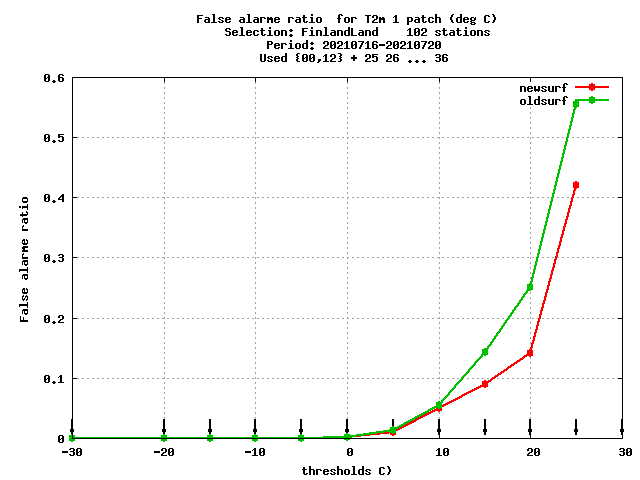 False alarme ratio  for T2m 1 patch (deg C)
Selection: FinlandLand    102 stations
Period: 20210716-20210720
Used {00,12} + 25 26 ... 36
newsurf
oldsurf
0.6
0.5
0.4
0.3
0.2
0.1
0
False alarme ratio
-30 -20 -10 0 10 20 30
thresholds C)